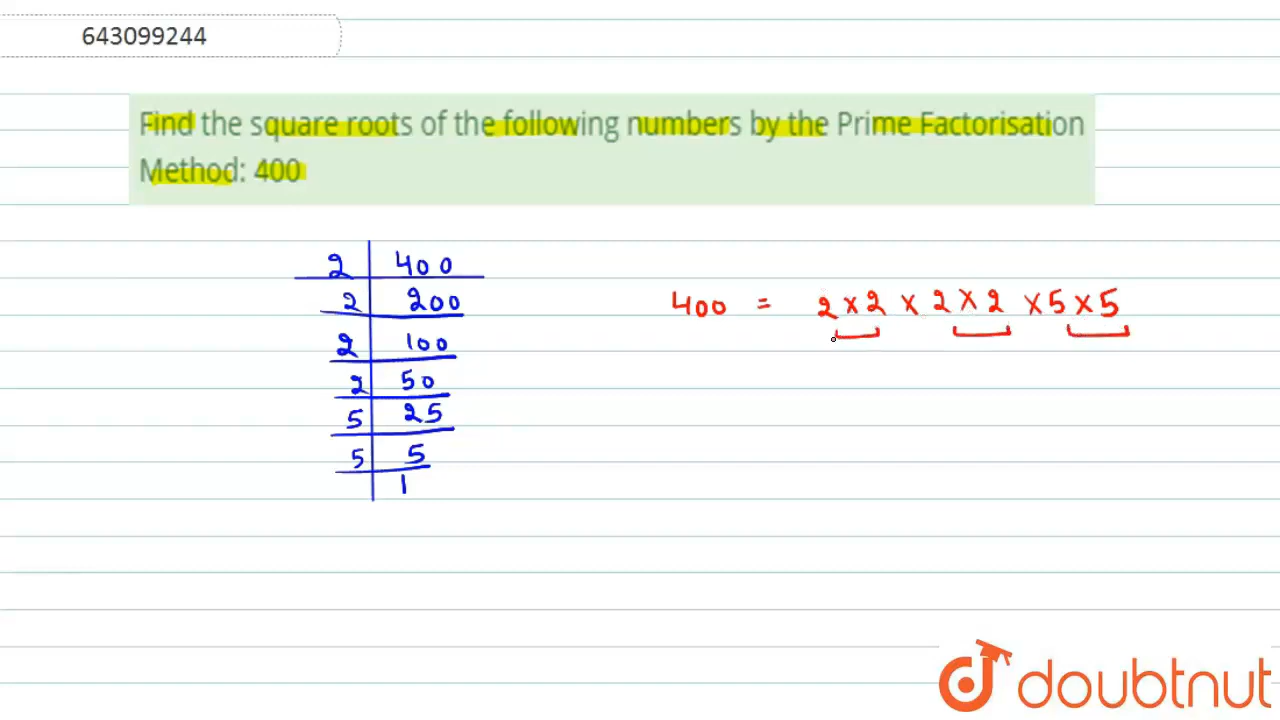 643099244
Find the square roots of the following numbers by the Prime Factorisation
Method: 400
2 | 400
2 | 200
2 | 100
2 | 50
5 | 25
5 | 5
1
400 = 2 × 2 × 2 × 2 × 5 × 5
doubtnut